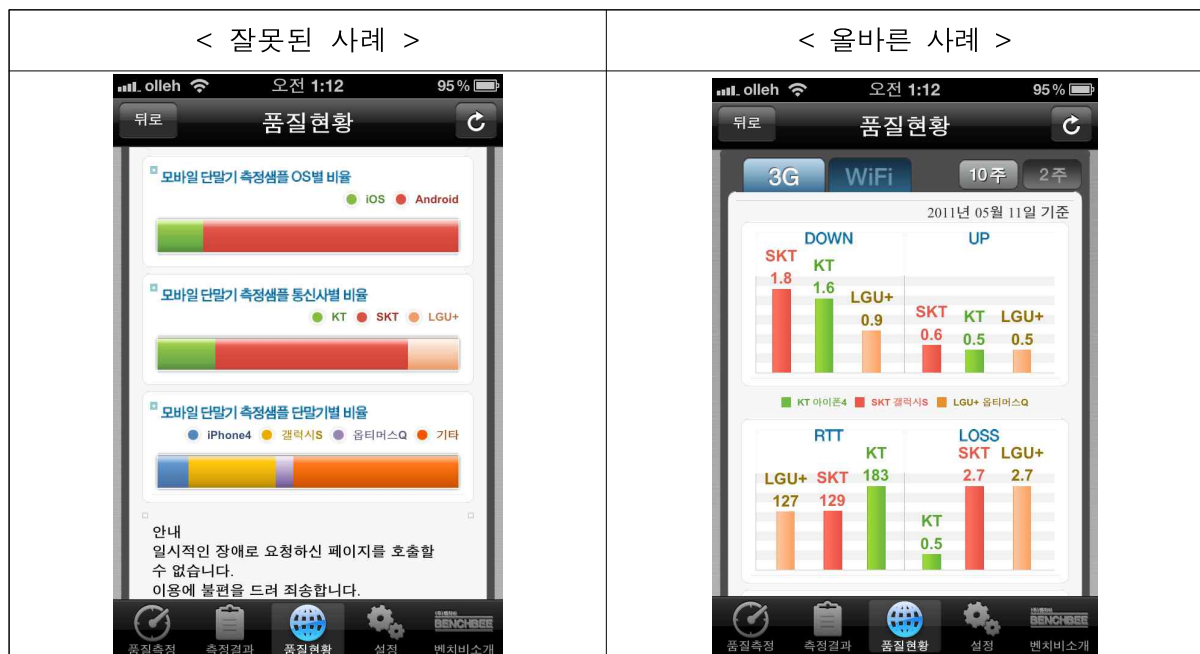 < 잘못된 사례 >
< 올바른 사례 >
olleh 오전 1:12 95%
뒤로 품질현황
모바일 단말기 측정샘플 OS별 비율
iOS Android
모바일 단말기 측정샘플 통신사별 비율
KT SKT LGU+
모바일 단말기 측정샘플 단말기별 비율
iPhone4 갤럭시S 옵티머스Q 기타
안내
일시적인 장애로 요청하신 페이지를 호출할
수 없습니다.
이용에 불편을 드려 죄송합니다.
품질측정 측정결과 품질현황 설정 벤치비소개
BENCHBEE
olleh 오전 1:12 95%
뒤로 품질현황
3G WiFi 10주 2주
2011년 05월 11일 기준
DOWN UP
SKT 1.8
KT 1.6
LGU+ 0.9
SKT 0.6
KT 0.5
LGU+ 0.5
KT 아이폰4 SKT 갤럭시S LGU+ 옵티머스Q
RTT LOSS
LGU+ 127
SKT 129
KT 183
KT 0.5
SKT 2.7
LGU+ 2.7
BENCHBEE
품질측정 측정결과 품질현황 설정 벤치비소개